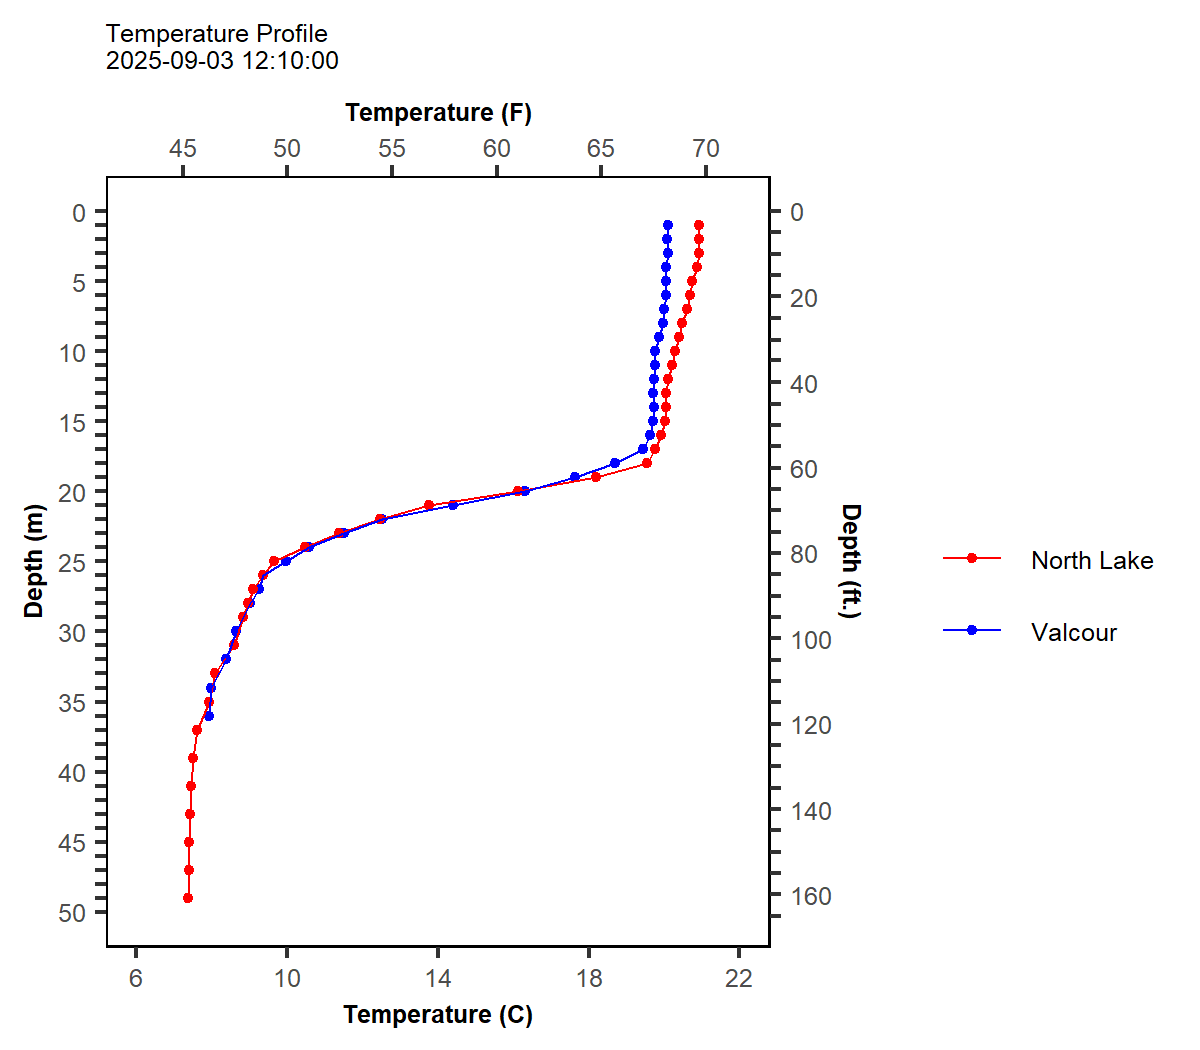 Temperature Profile
2025-09-03 12:10:00
Temperature (F)
45 50 55 60 65 70
0
5
10
15
20
25
30
35
40
45
50
Depth (m)
0
20
40
60
80
100
120
140
160
Depth (ft.)
6 10 14 18 22
Temperature (C)
North Lake
Valcour